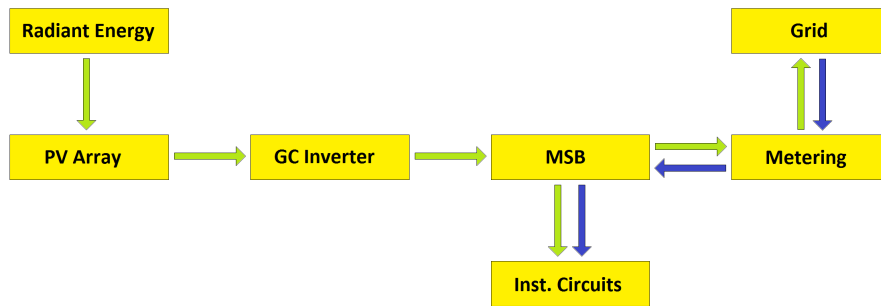 Radiant Energy
Grid
PV Array
GC Inverter
MSB
Metering
Inst. Circuits